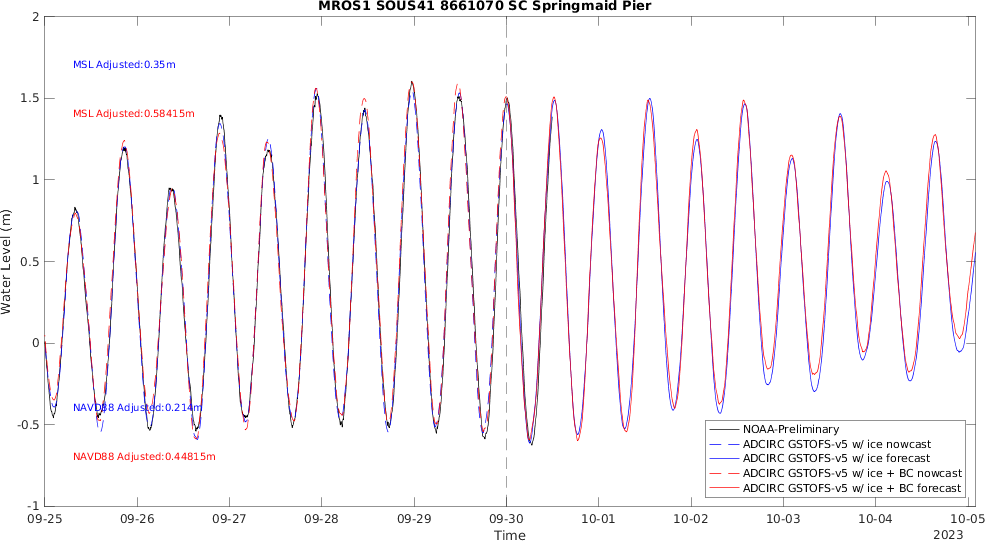 MROS1 SOUS41 8661070 SC Springmaid Pier
2
1.5
1
0.5
0
-0.5
-1
Water Level (m)
MSL Adjusted:0.35m
MSL Adjusted:0.58415m
NAVD88 Adjusted:0.214m
NAVD88 Adjusted:0.44815m
NOAA-Preliminary
ADCIRC GSTOFS-v5 w/ ice nowcast
ADCIRC GSTOFS-v5 w/ ice forecast
ADCIRC GSTOFS-v5 w/ ice + BC nowcast
ADCIRC GSTOFS-v5 w/ ice + BC forecast
09-25 09-26 09-27 09-28 09-29 09-30 10-01 10-02 10-03 10-04 10-05
2023
Time